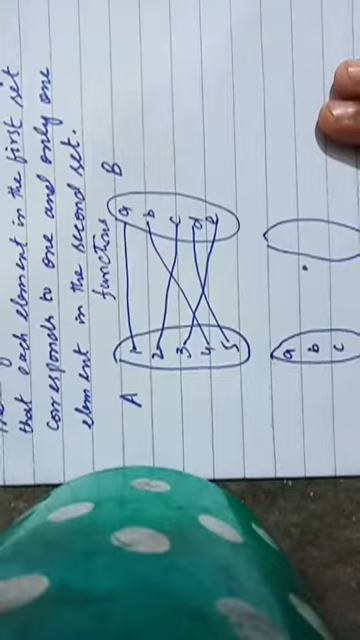 that each element in the first set
corresponds to one and only one
element in the second set.
function
A B
1 a
2 b
3 c
4 d
5 e
a
b
c